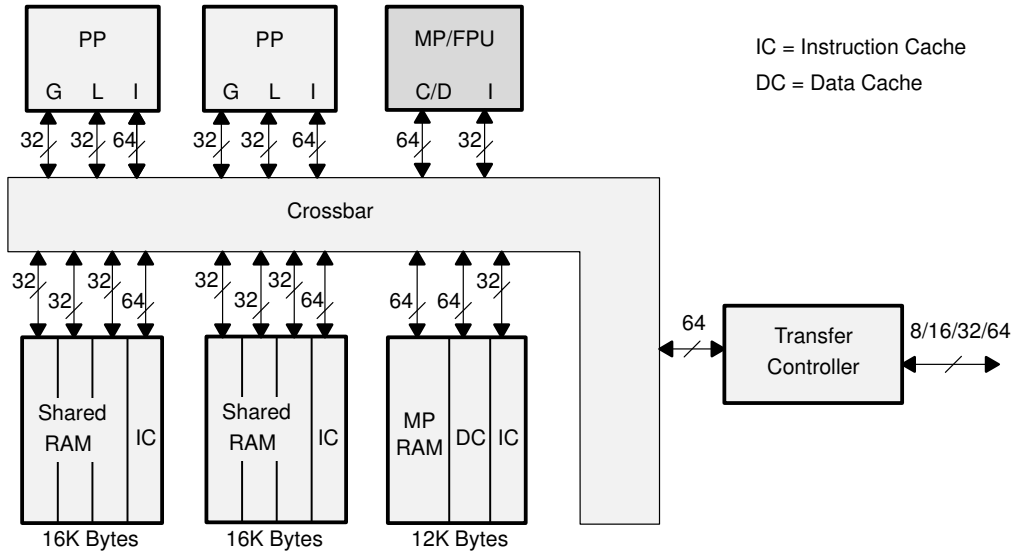 PP
PP
MP/FPU
IC = Instruction Cache
DC = Data Cache
G L I
G L I
C/D I
32 32 64
32 32 64
64 32
Crossbar
32 32 32 64
32 32 32 64
64 64 32
64
Transfer
Controller
8/16/32/64
Shared
RAM
IC
Shared
RAM
IC
MP
RAM
DC
IC
16K Bytes
16K Bytes
12K Bytes